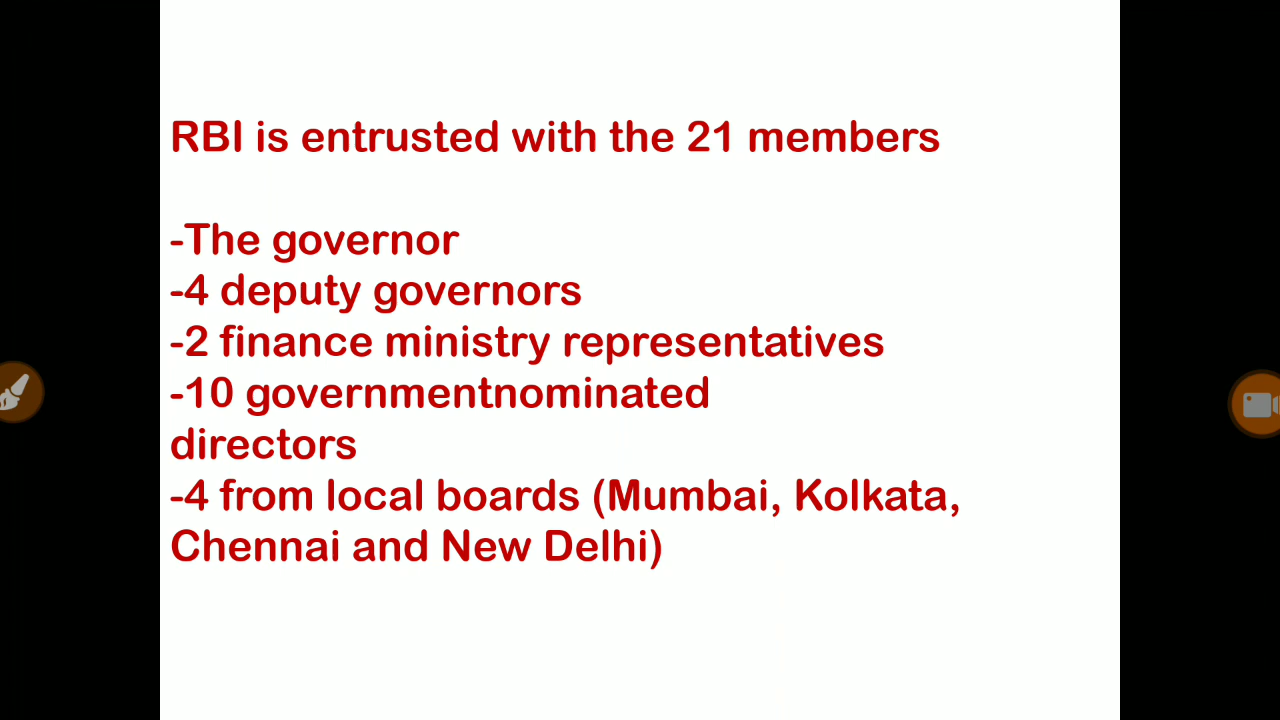 RBI is entrusted with the 21 members
-The governor
-4 deputy governors
-2 finance ministry representatives
-10 governmentnominated
directors
-4 from local boards (Mumbai, Kolkata,
Chennai and New Delhi)